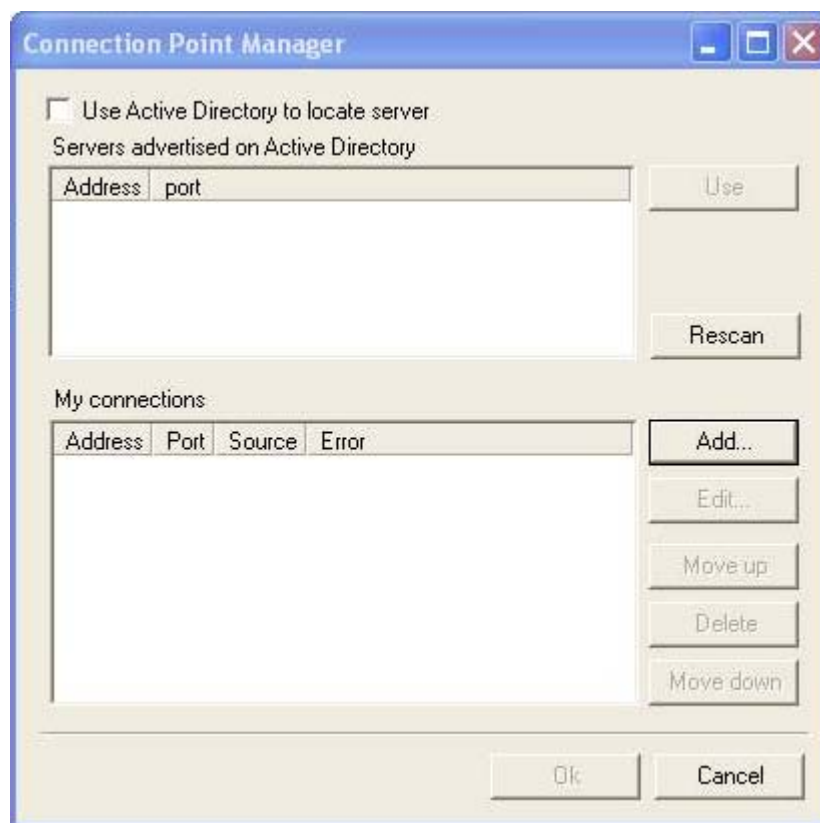 Connection Point Manager
Use Active Directory to locate server
Servers advertised on Active Directory
Address port
Use
Rescan
My connections
Address Port Source Error
Add...
Edit...
Move up
Delete
Move down
Ok Cancel